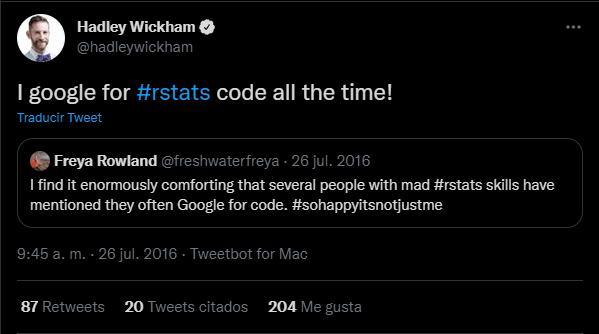 Hadley Wickham
@hadleywickham
I google for #rstats code all the time!
Traducir Tweet
Freya Rowland @freshwaterfreya · 26 jul. 2016
I find it enormously comforting that several people with mad #rstats skills have
mentioned they often Google for code. #sohappyitsnotjustme
9:45 a. m. · 26 jul. 2016 · Tweetbot for Mac
87 Retweets 20 Tweets citados 204 Me gusta